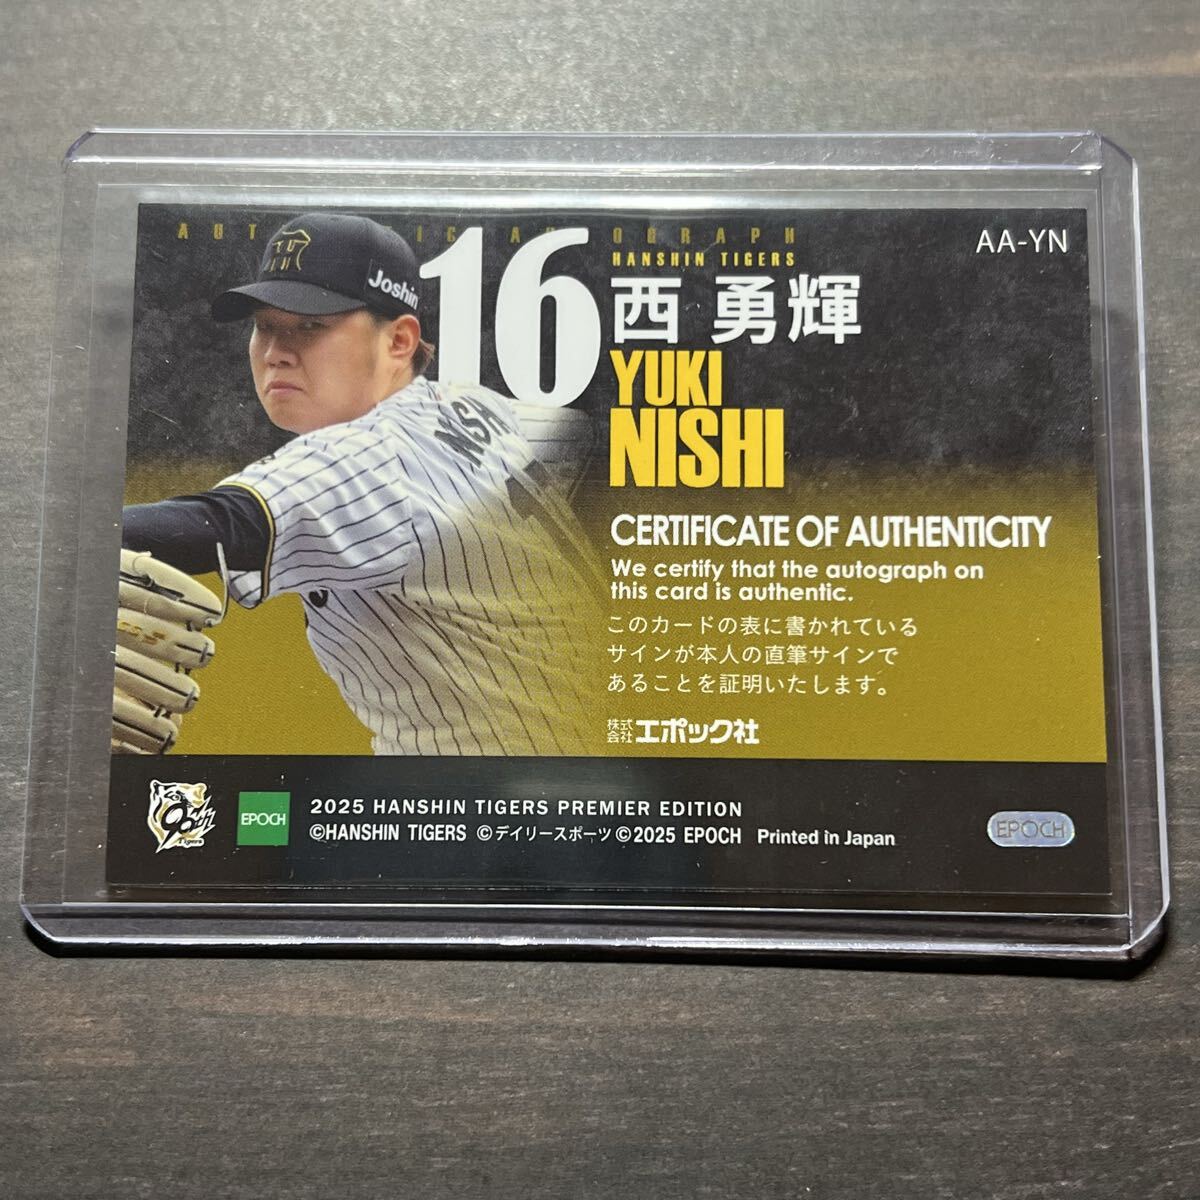 AA-YN
16
HANSHIN TIGERS
西 勇輝
YUKI
NISHI
Joshin
CERTIFICATE OF AUTHENTICITY
We certify that the autograph on
this card is authentic.
このカードの表に書かれている
サインが本人の直筆サインで
あることを証明いたします。
株式会社 エポック社
90th
Tigers
EPOCH
2025 HANSHIN TIGERS PREMIER EDITION
©HANSHIN TIGERS ©デイリースポーツ ©2025 EPOCH Printed in Japan
EPOCH